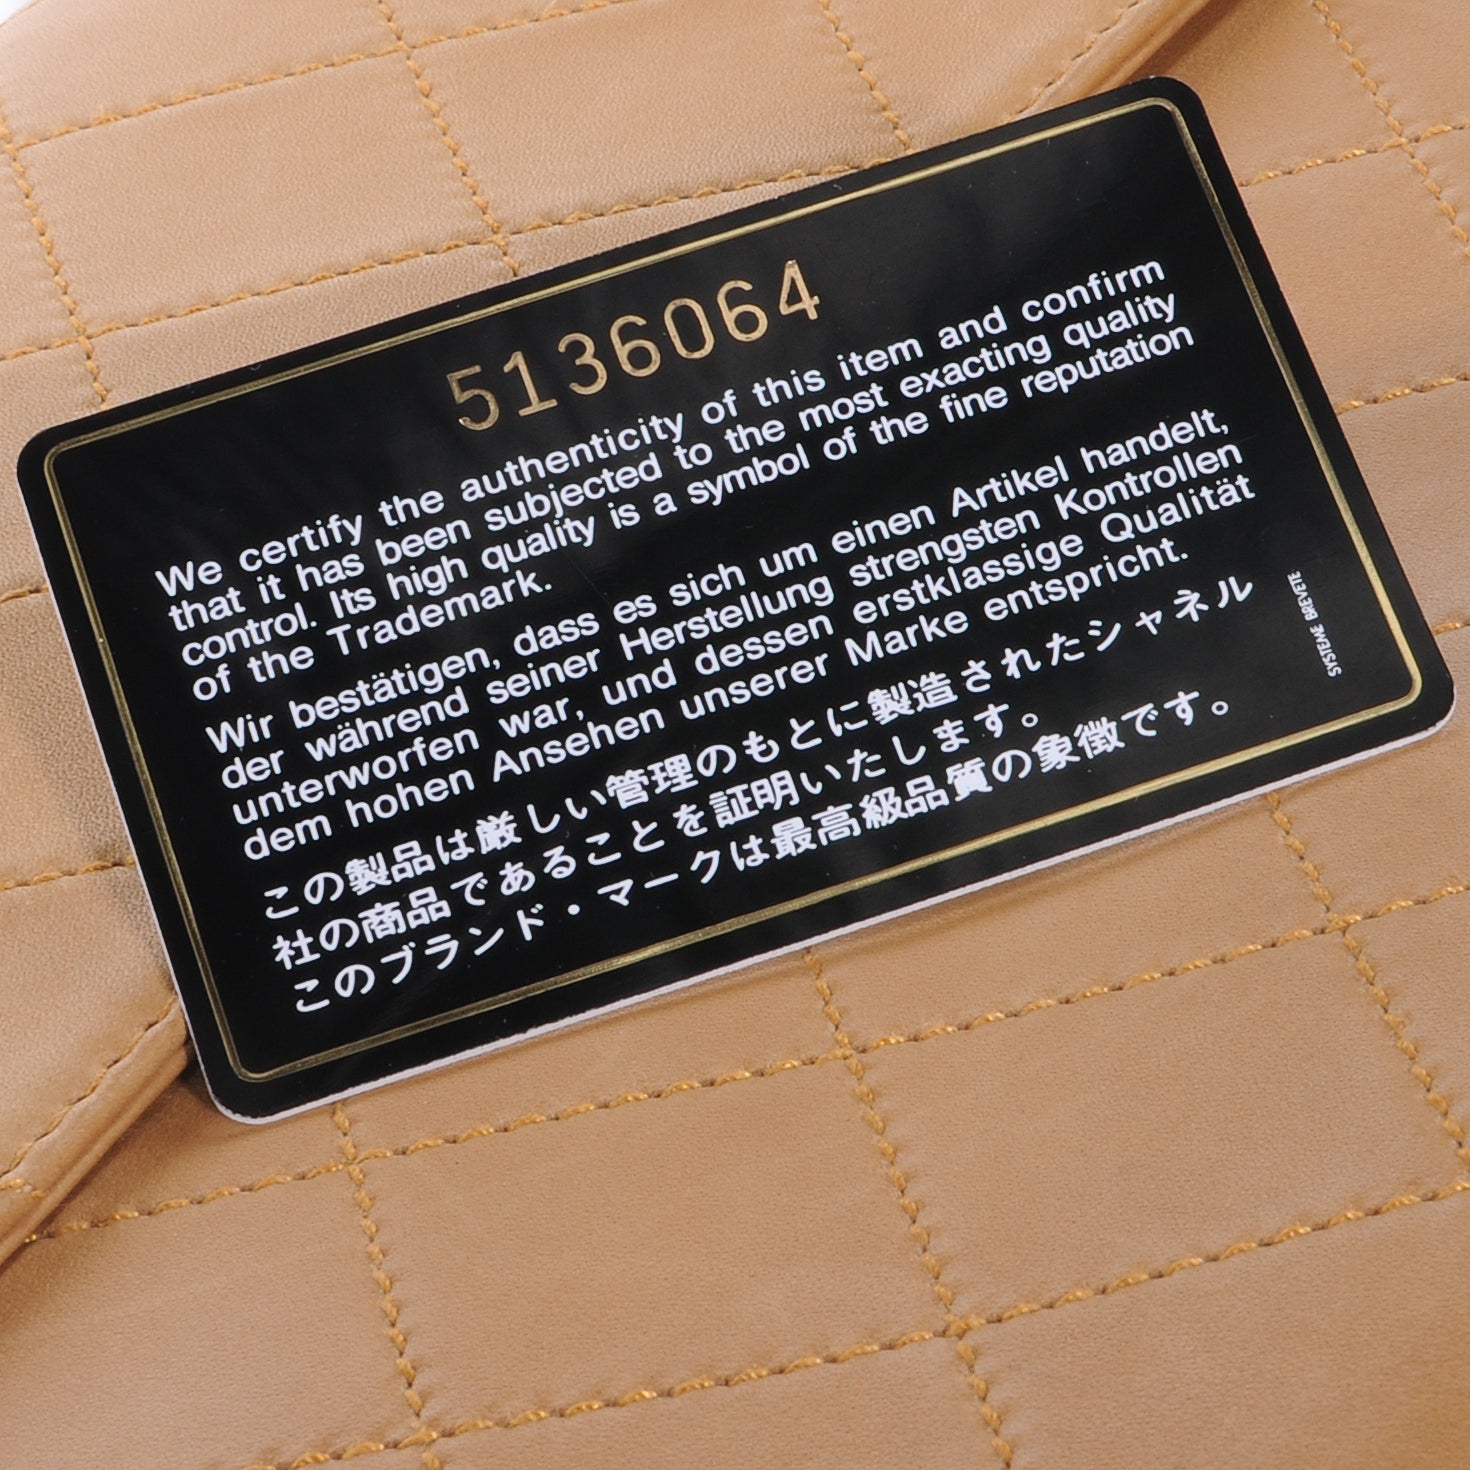 5136064
We certify the authenticity of this item and confirm
that it has been subjected to the most exacting quality
control. Its high quality is a symbol of the fine reputation
of the Trademark.
Wir bestätigen, dass es sich um einen Artikel handelt,
der während seiner Herstellung strengsten Kontrollen
unterworfen war, und dessen erstklassige Qualität
dem hohen Ansehen unserer Marke entspricht.
この製品は厳しい管理のもとに製造されたシャネル
社の商品であることを証明いたします。
このブランド・マークは最高級品質の象徴です。
SYSTEME BREVETE